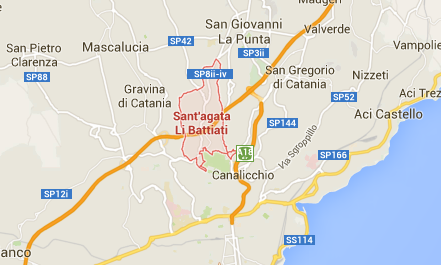 Madgeri
San Giovanni
La Punta
Valverde
San Pietro
Clarenza
Mascalucia
SP42
SP3ii
Vampolie
SP88
SP8ii-iv
San Gregorio
di Catania
Nizzeti
Gravina
di Catania
SP52
Aci Trez
Sant'agata
Li Battiati
SP144
Aci Castello
Via Sgroppillo
A18
SP166
Canalicchio
SP12i
SS114
anco